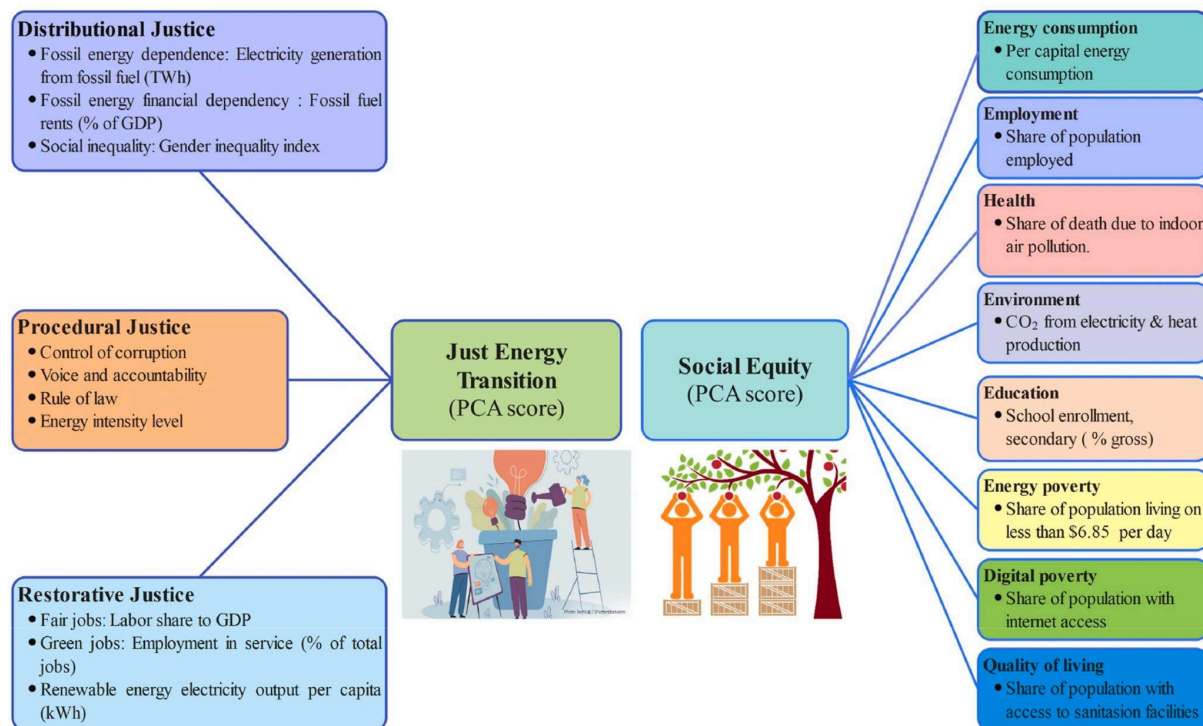 Distributional Justice
• Fossil energy dependence: Electricity generation
from fossil fuel (TWh)
• Fossil energy financial dependency : Fossil fuel
rents (% of GDP)
• Social inequality: Gender inequality index
Procedural Justice
• Control of corruption
• Voice and accountability
• Rule of law
• Energy intensity level
Restorative Justice
• Fair jobs: Labor share to GDP
• Green jobs: Employment in service (% of total
jobs)
• Renewable energy electricity output per capita
(kWh)
Just Energy
Transition
(PCA score)
Social Equity
(PCA score)
Energy consumption
• Per capital energy
consumption
Employment
• Share of population
employed
Health
• Share of death due to indoor
air pollution.
Environment
• CO₂ from electricity & heat
production
Education
• School enrollment,
secondary ( % gross)
Energy poverty
• Share of population living on
less than $6.85 per day
Digital poverty
• Share of population with
internet access
Quality of living
• Share of population with
access to sanitasion facilities